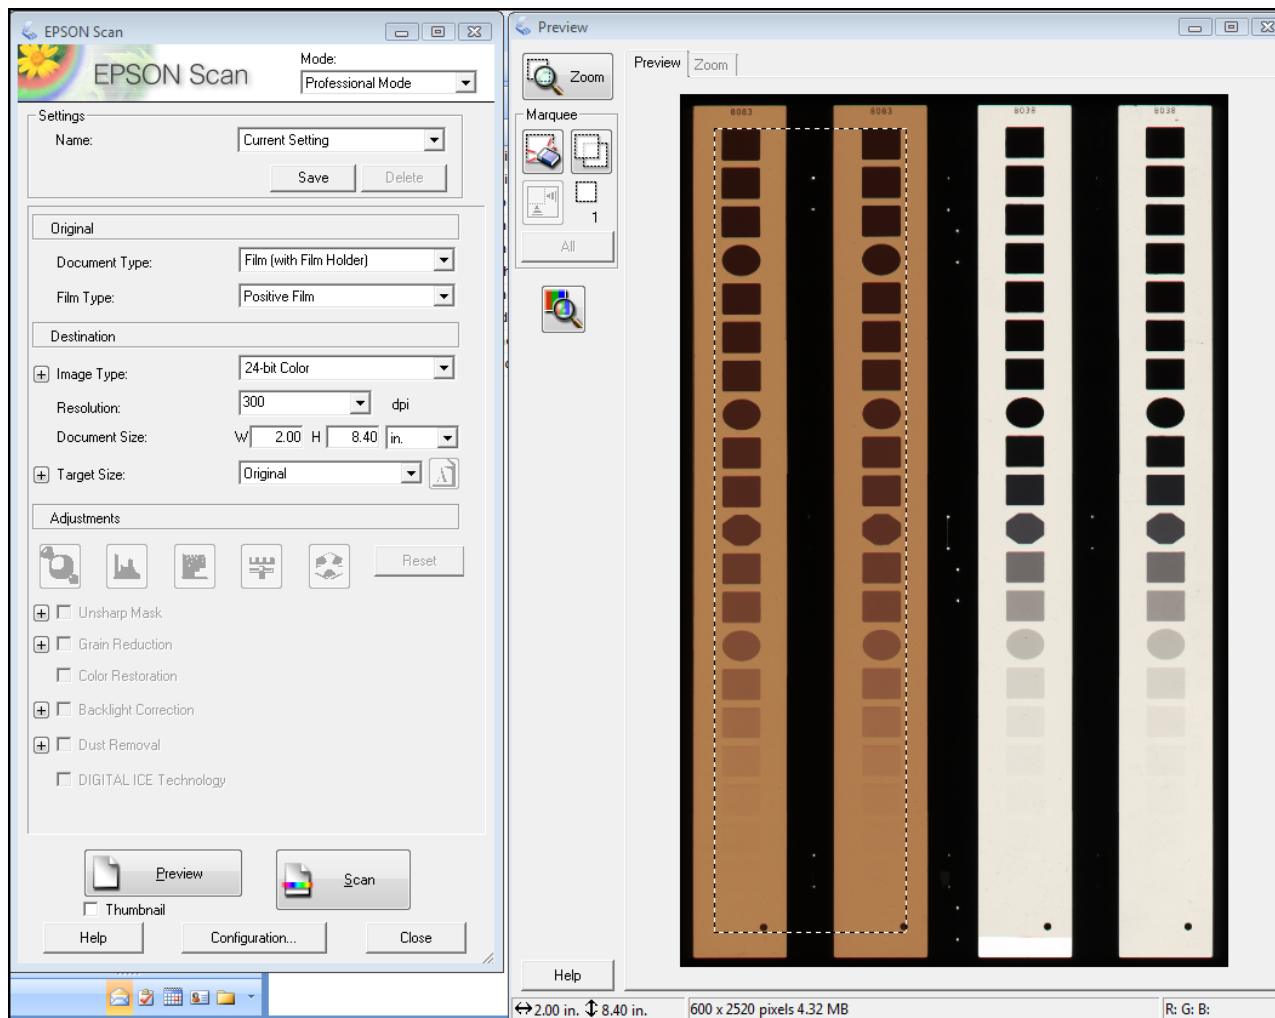 EPSON Scan
EPSON Scan
Mode:
Professional Mode
Settings
Name:
Current Setting
Save
Delete
Original
Document Type:
Film (with Film Holder)
Film Type:
Positive Film
Destination
Image Type:
24-bit Color
Resolution:
300
dpi
Document Size:
W 2.00 H 8.40 in.
Target Size:
Original
Adjustments
Reset
Unsharp Mask
Grain Reduction
Color Restoration
Backlight Correction
Dust Removal
DIGITAL ICE Technology
Preview
Scan
Thumbnail
Help
Configuration...
Close
Preview
Zoom
Marquee
1
All
Help
Preview
Zoom
8083
8083
8038
8038
2.00 in. 8.40 in.
600 x 2520 pixels 4.32 MB
R: G: B: